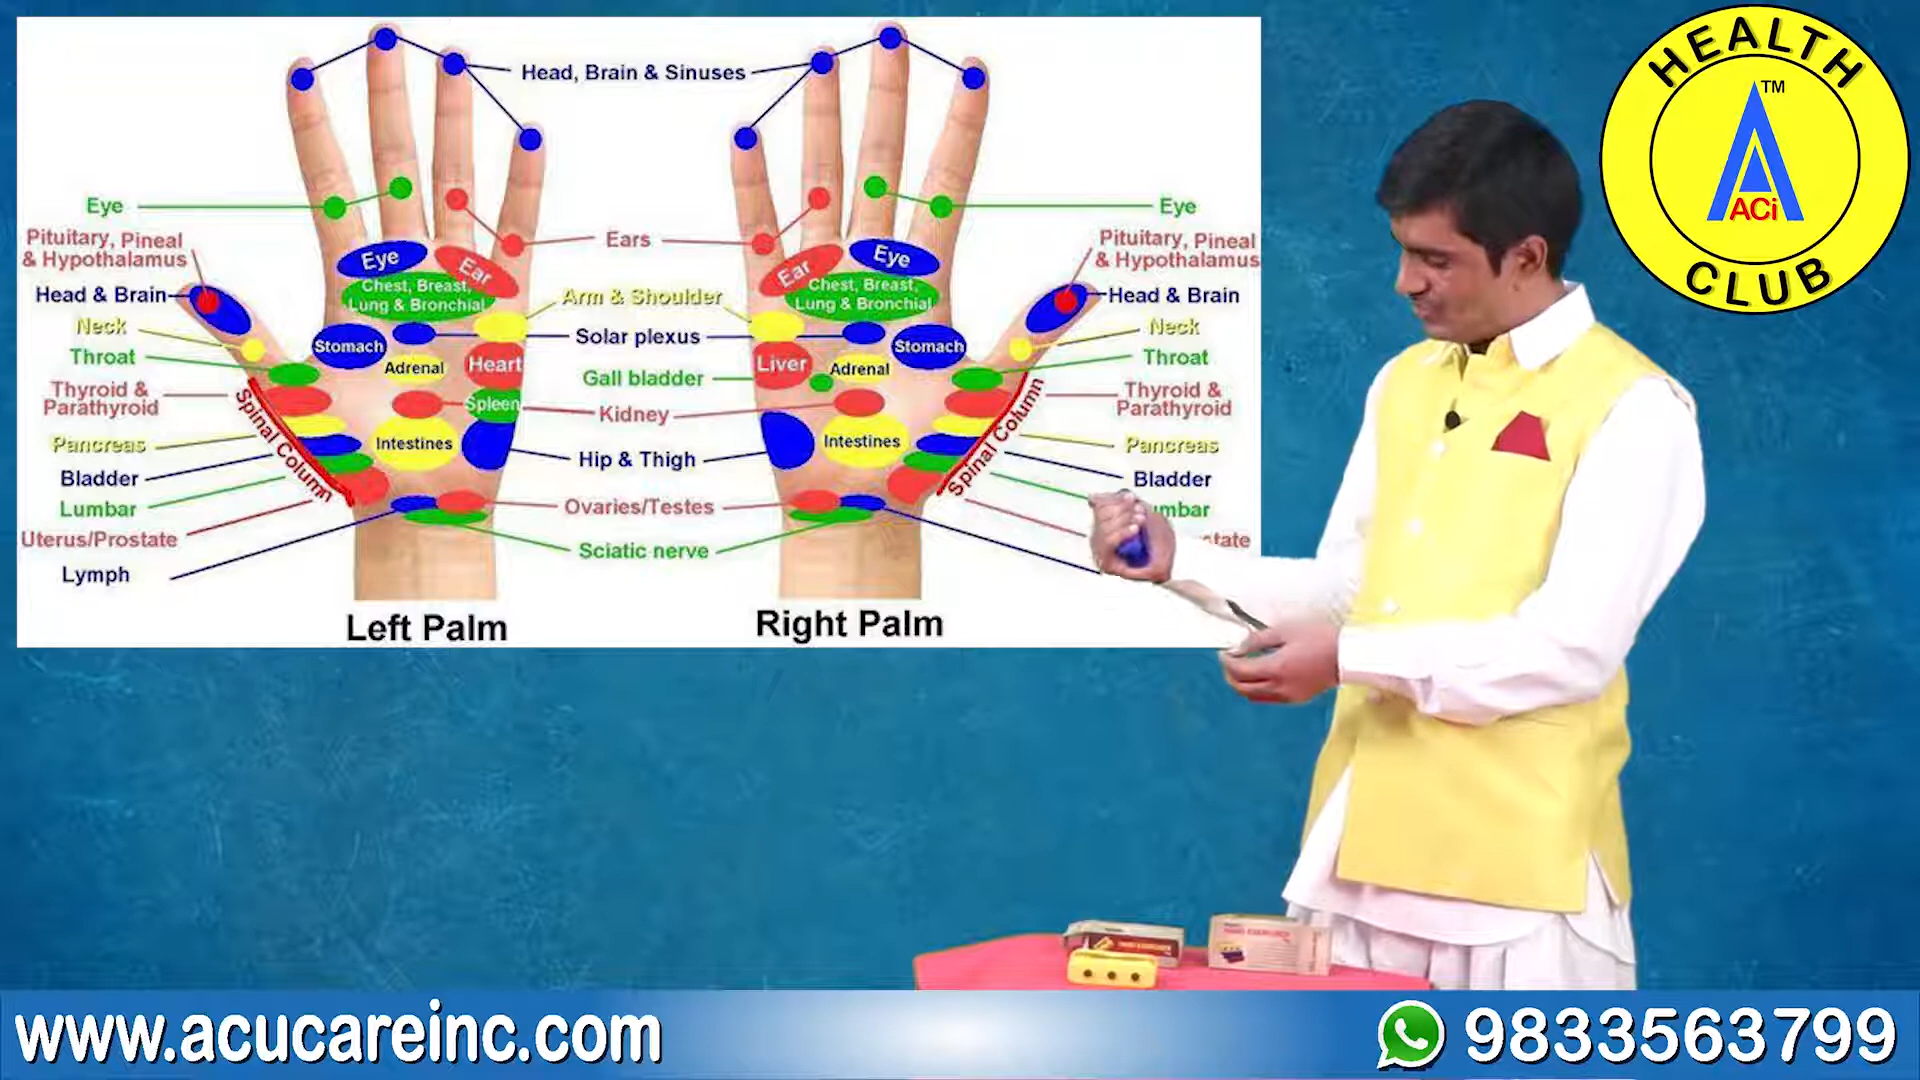 Head, Brain & Sinuses
Eye
Pituitary, Pineal
& Hypothalamus
Head & Brain
Neck
Throat
Thyroid &
Parathyroid
Pancreas
Bladder
Lumbar
Uterus/Prostate
Lymph
Spinal Column
Eye
Ear
Chest, Breast,
Lung & Bronchial
Stomach
Adrenal
Heart
Spleen
Intestines
Ears
Arm & Shoulder
Solar plexus
Gall bladder
Kidney
Hip & Thigh
Ovaries/Testes
Sciatic nerve
Ear
Eye
Chest, Breast,
Lung & Bronchial
Liver
Adrenal
Stomach
Intestines
Spinal Column
Eye
Pituitary, Pineal
& Hypothalamus
Head & Brain
Neck
Throat
Thyroid &
Parathyroid
Pancreas
Bladder
umbar
state
Left Palm
Right Palm
HEALTH
TM
ACi
CLUB
www.acucareinc.com
9833563799